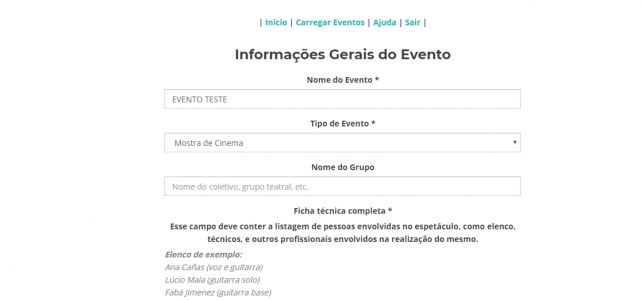 | Início | Carregar Eventos | Ajuda | Sair |
Informações Gerais do Evento
Nome do Evento *
EVENTO TESTE
Tipo de Evento *
Mostra de Cinema
Nome do Grupo
Nome do coletivo, grupo teatral, etc.
Ficha técnica completa *
Esse campo deve conter a listagem de pessoas envolvidas no espetáculo, como elenco,
técnicos, e outros profissionais envolvidos na realização do mesmo.
Elenco de exemplo:
Ana Cañas (voz e guitarra)
Lúcio Maia (guitarra solo)
Fabá Jimenez (guitarra base)